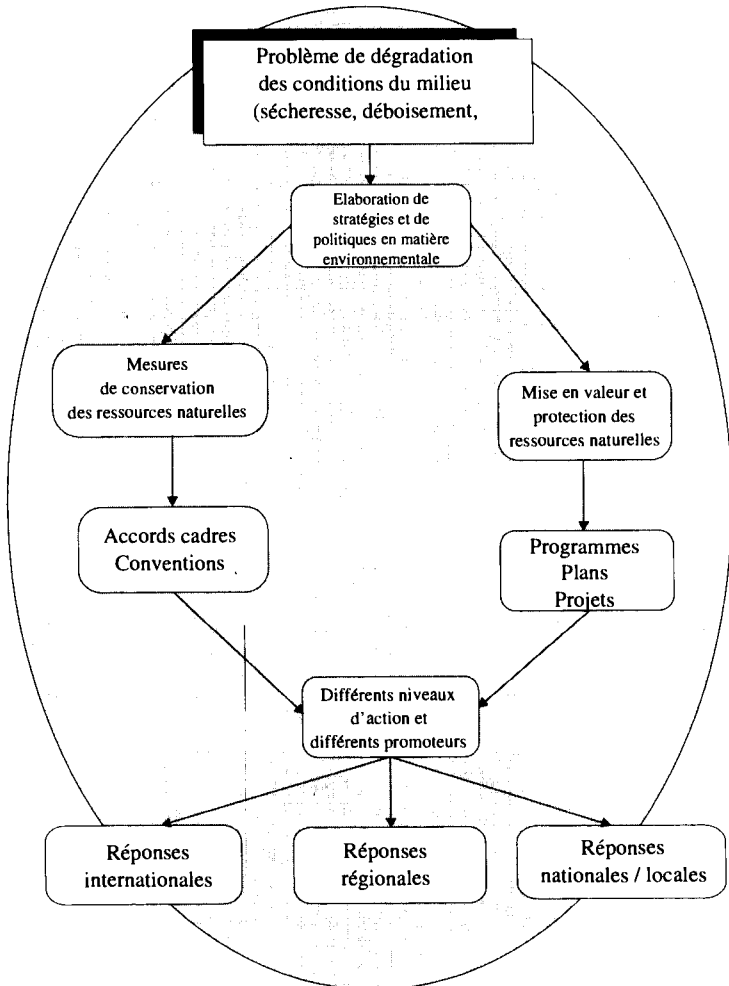 Problème de dégradation
des conditions du milieu
(sécheresse, déboisement,
Elaboration de
stratégies et de
politiques en matière
environnementale
Mesures
de conservation
des ressources naturelles
Mise en valeur et
protection des
ressources naturelles
Accords cadres
Conventions
Programmes
Plans
Projets
Différents niveaux
d'action et
différents promoteurs
Réponses
internationales
Réponses
régionales
Réponses
nationales / locales